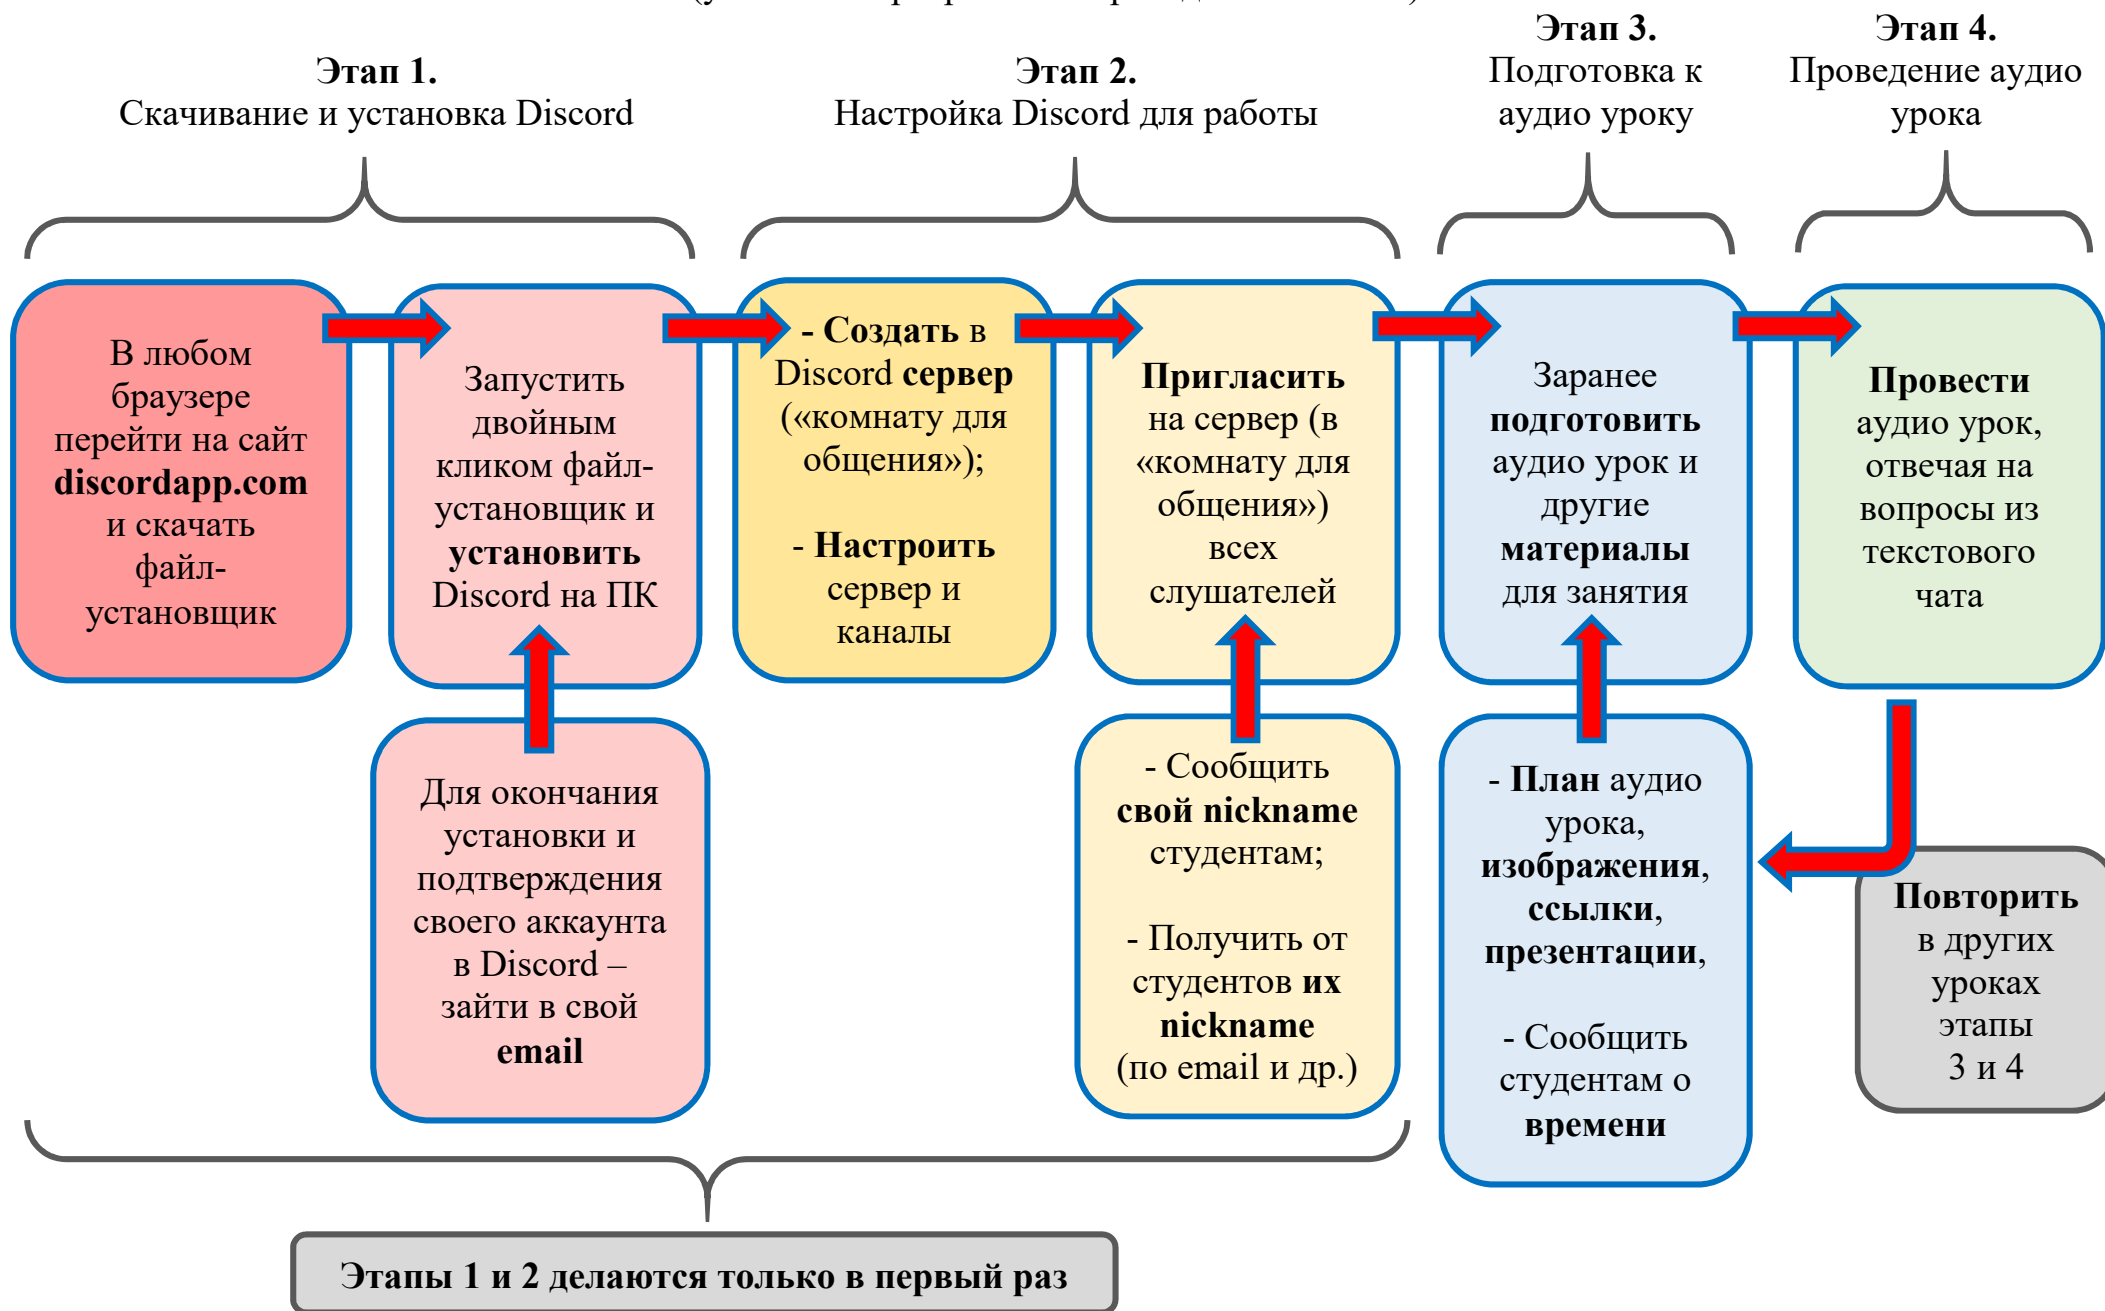 Этап 1.
Скачивание и установка Discord
Этап 2.
Настройка Discord для работы
Этап 3.
Подготовка к
аудио уроку
Этап 4.
Проведение аудио
урока
В любом
браузере
перейти на сайт
discordapp.com
и скачать
файл-
установщик
Запустить
двойным
кликом файл-
установщик и
установить
Discord на ПК
- Создать в
Discord сервер
(«комнату для
общения»);
- Настроить
сервер и
каналы
Пригласить
на сервер (в
«комнату для
общения»)
всех
слушателей
Заранее
подготовить
аудио урок и
другие
материалы
для занятия
Провести
аудио урок,
отвечая на
вопросы из
текстового
чата
Для окончания
установки и
подтверждения
своего аккаунта
в Discord –
зайти в свой
email
- Сообщить
свой nickname
студентам;
- Получить от
студентов их
nickname
(по email и др.)
- План аудио
урока,
изображения,
ссылки,
презентации,
- Сообщить
студентам о
времени
Повторить
в других
уроках
этапы
3 и 4
Этапы 1 и 2 делаются только в первый раз